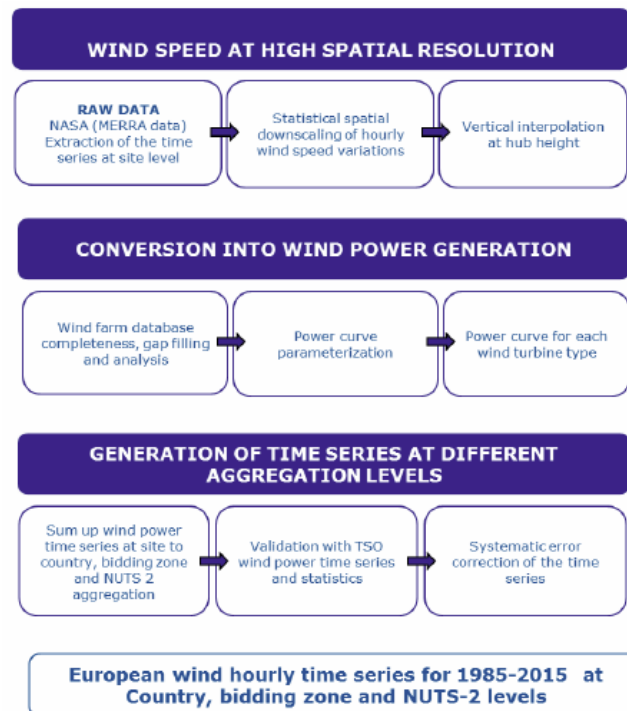 WIND SPEED AT HIGH SPATIAL RESOLUTION
RAW DATA
NASA (MERRA data)
Extraction of the time
series at site level
Statistical spatial
downscaling of hourly
wind speed variations
Vertical interpolation
at hub height
CONVERSION INTO WIND POWER GENERATION
Wind farm database
completeness, gap filling
and analysis
Power curve
parameterization
Power curve for each
wind turbine type
GENERATION OF TIME SERIES AT DIFFERENT
AGGREGATION LEVELS
Sum up wind power
time series at site to
country, bidding zone
and NUTS 2
aggregation
Validation with TSO
wind power time series
and statistics
Systematic error
correction of the time
series
European wind hourly time series for 1985-2015 at
Country, bidding zone and NUTS-2 levels